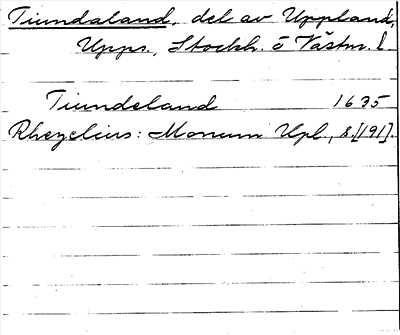 Tiundaland, del av Uppland,
Upps., Stockh. o Västm. l.
Tiundeland 1635
Rhezelius: Monum Upl., s.[191].